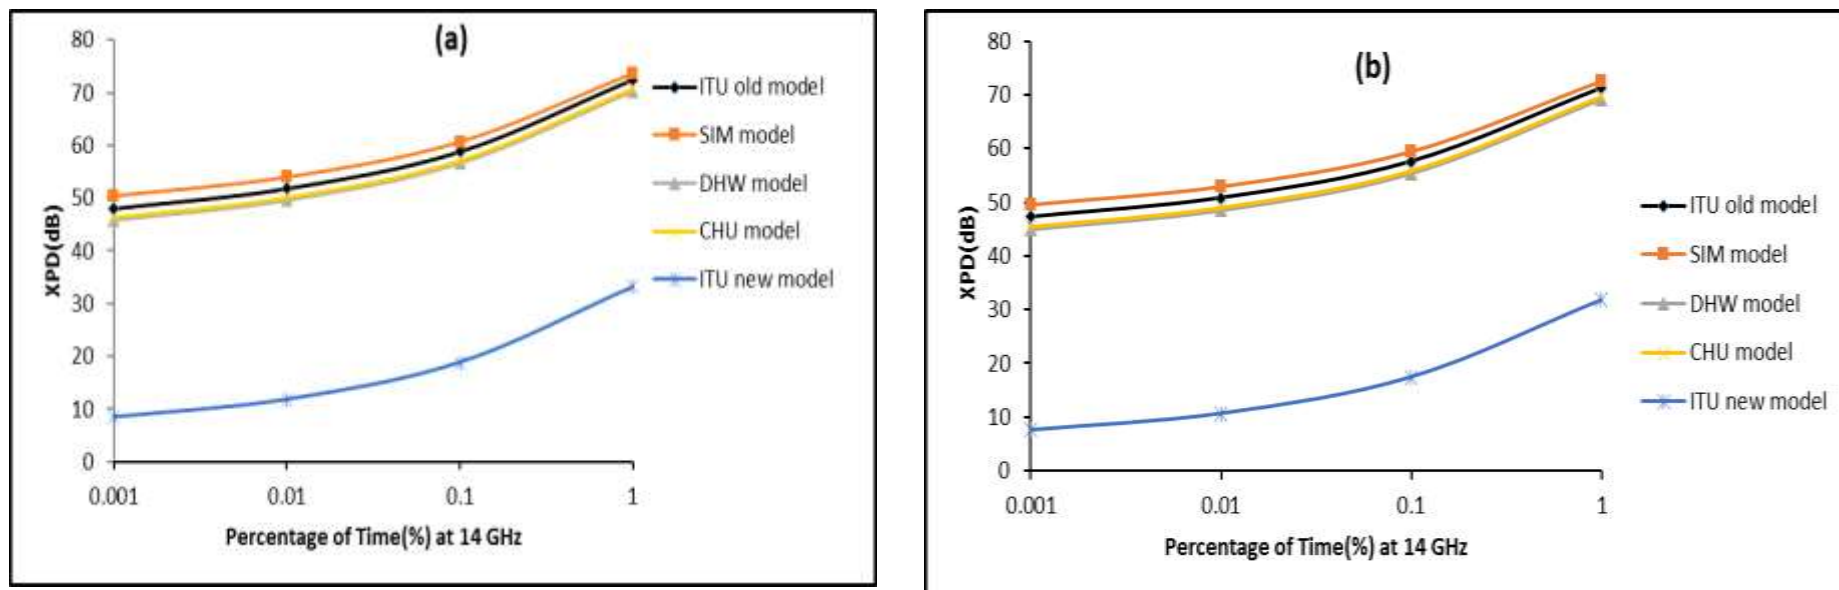 (a)
80
70
60
50
40
30
20
10
0
XPD(dB)
0.001 0.01 0.1 1
Percentage of Time(%) at 14 GHz
ITU old model
SIM model
DHW model
CHU model
ITU new model
(b)
80
70
60
50
40
30
20
10
0
XPD(dB)
0.001 0.01 0.1 1
Percentage of Time(%) at 14 GHz
ITU old model
SIM model
DHW model
CHU model
ITU new model